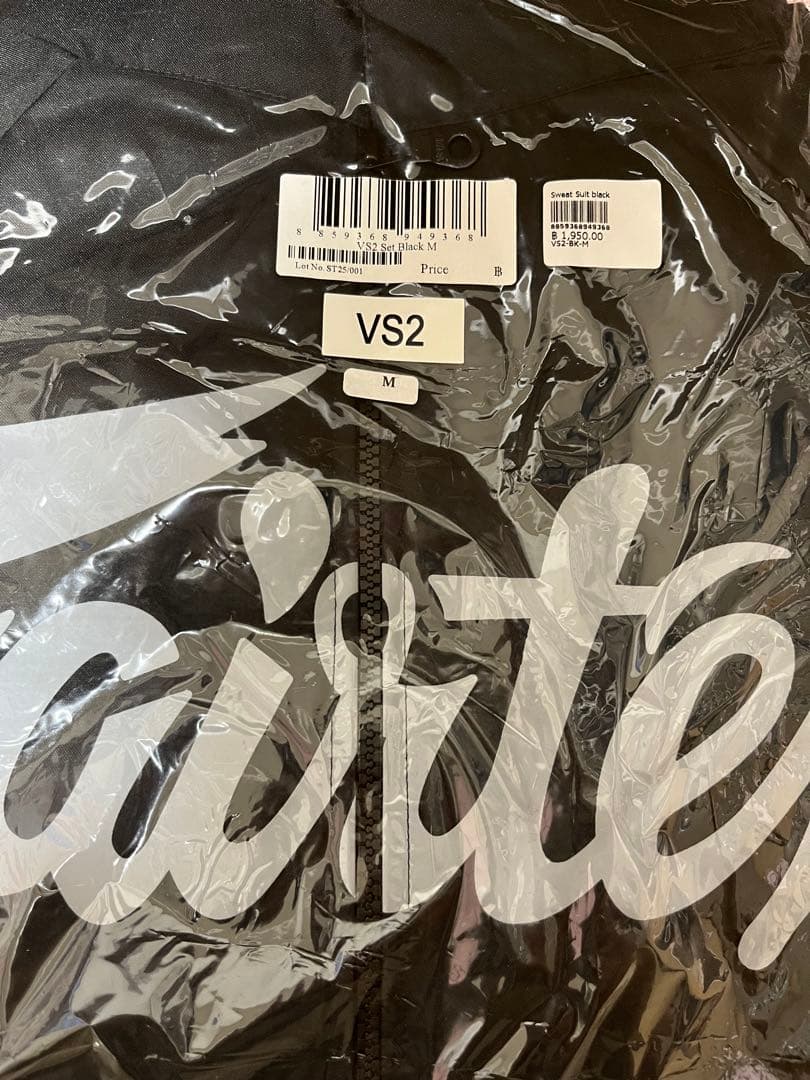 8 859368 949368
VS2 Set Black M
Lot No. ST25/001 Price ฿
Sweat Suit black
8859368949368
฿ 1,950.00
VS2-BK-M
VS2
M
airte